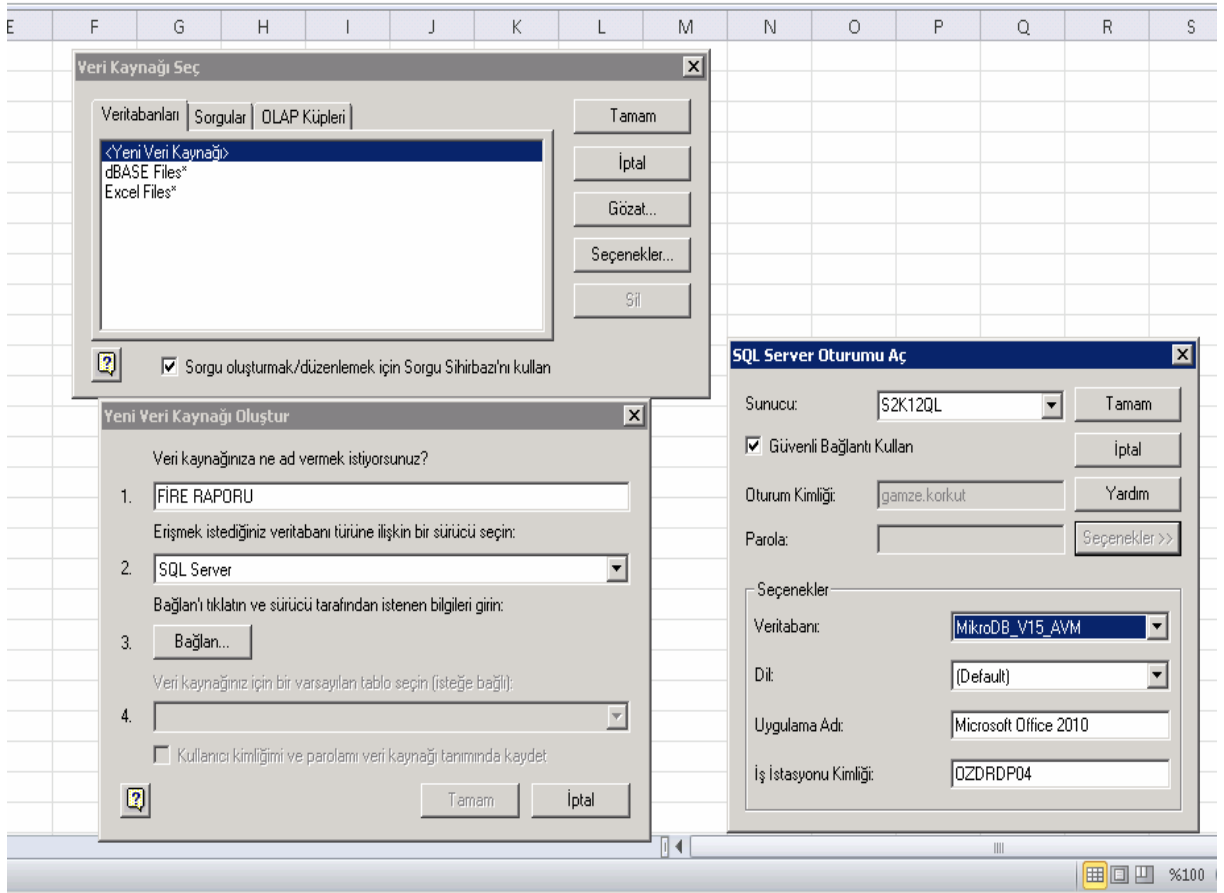 E F G H I J K L M N O P Q R S
Veri Kaynağı Seç
Veritabanları Sorgular OLAP Küpleri
<Yeni Veri Kaynağı>
dBASE Files*
Excel Files*
Tamam
İptal
Gözat...
Seçenekler...
Sil
Sorgu oluşturmak/düzenlemek için Sorgu Sihirbazı'nı kullan
Yeni Veri Kaynağı Oluştur
Veri kaynağınıza ne ad vermek istiyorsunuz?
1. FİRE RAPORU
Erişmek istediğiniz veritabanı türüne ilişkin bir sürücü seçin:
2. SQL Server
Bağlan'ı tıklatın ve sürücü tarafından istenen bilgileri girin:
3. Bağlan...
Veri kaynağınız için bir varsayılan tablo seçin (isteğe bağlı):
4.
Kullanıcı kimliğimi ve parolamı veri kaynağı tanımında kaydet
Tamam İptal
SQL Server Oturumu Aç
Sunucu: S2K12QL Tamam
Güvenli Bağlantı Kullan İptal
Oturum Kimliği: gamze.korkut Yardım
Parola: Seçenekler >>
Seçenekler
Veritabanı: MikroDB_V15_AVM
Dil: (Default)
Uygulama Adı: Microsoft Office 2010
İş İstasyonu Kimliği: OZDRDP04
%100